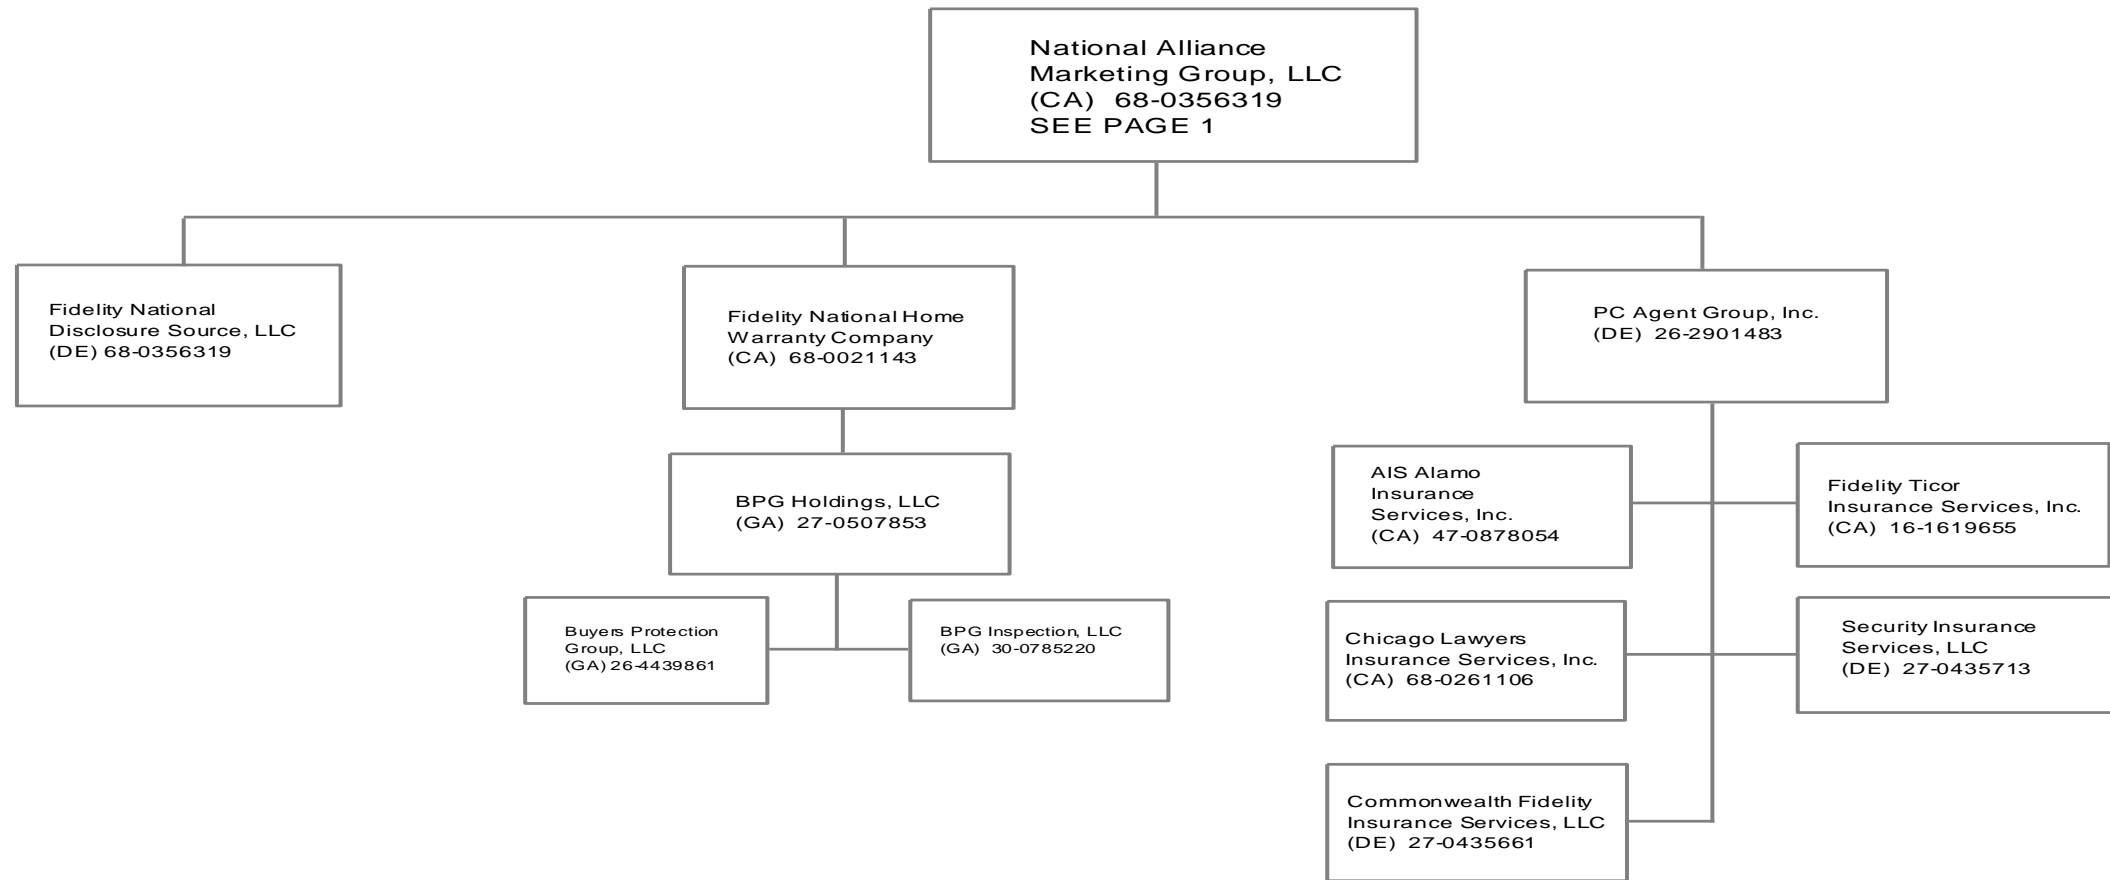 National Alliance
Marketing Group, LLC
(CA) 68-0356319
SEE PAGE 1
Fidelity National
Disclosure Source, LLC
(DE) 68-0356319
Fidelity National Home
Warranty Company
(CA) 68-0021143
PC Agent Group, Inc.
(DE) 26-2901483
BPG Holdings, LLC
(GA) 27-0507853
Buyers Protection
Group, LLC
(GA) 26-4439861
BPG Inspection, LLC
(GA) 30-0785220
AIS Alamo
Insurance
Services, Inc.
(CA) 47-0878054
Fidelity Ticor
Insurance Services, Inc.
(CA) 16-1619655
Chicago Lawyers
Insurance Services, Inc.
(CA) 68-0261106
Security Insurance
Services, LLC
(DE) 27-0435713
Commonwealth Fidelity
Insurance Services, LLC
(DE) 27-0435661